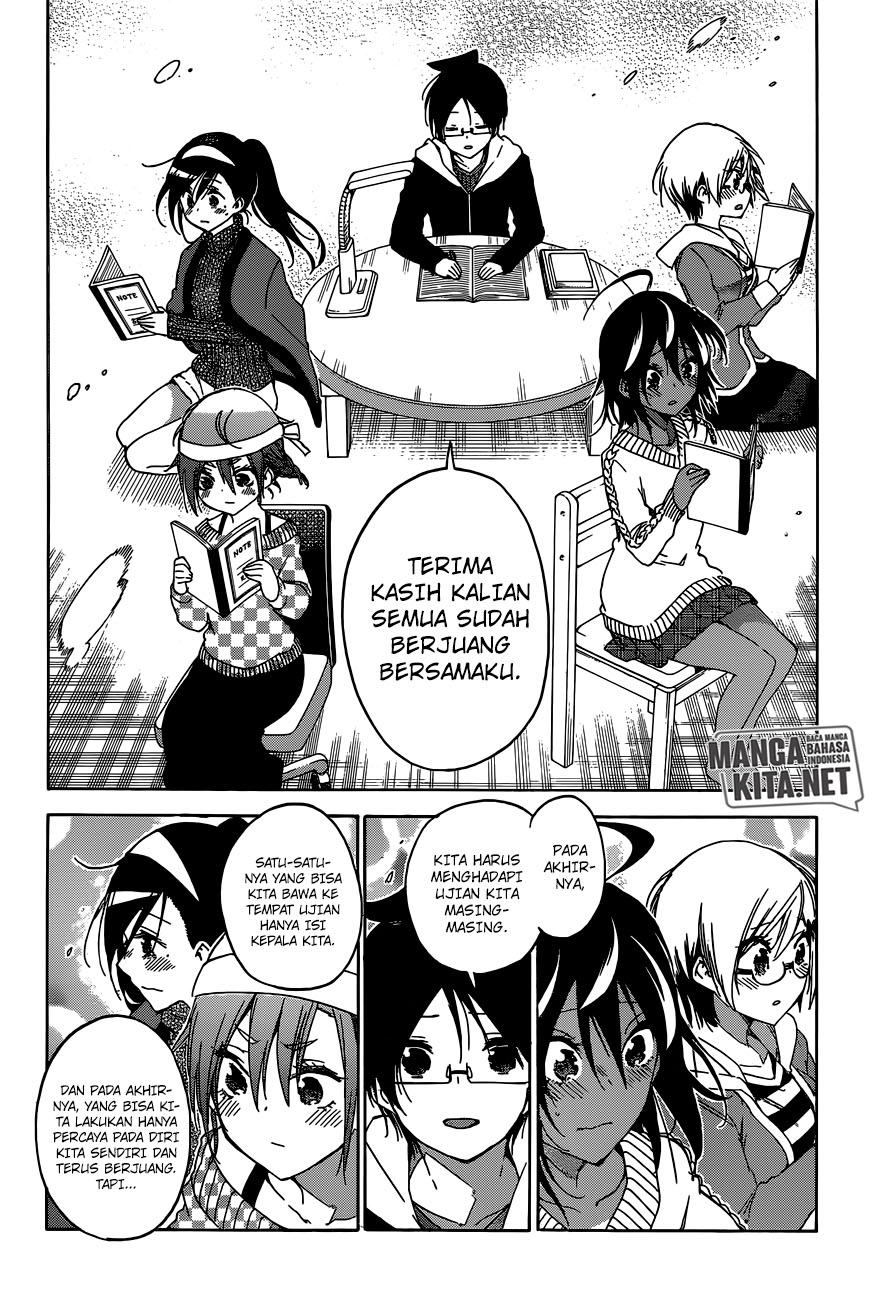 NOTE
NOTE
TERIMA
KASIH KALIAN
SEMUA SUDAH
BERJUANG
BERSAMAKU.
MANGA
KITA.NET
BACA MANGA
BAHASA
INDONESIA
PADA
AKHIR-
NYA,
KITA HARUS
MENGHADAPI
UJIAN KITA
MASING-
MASING.
SATU-SATU-
NYA YANG BISA
KITA BAWA KE
TEMPAT UJIAN
HANYA ISI
KEPALA KITA.
DAN PADA AKHIR-
NYA, YANG BISA KI-
TA LAKUKAN HANYA
PERCAYA PADA DIRI
KITA SENDIRI DAN
TERUS BERJUANG.
TAPI...